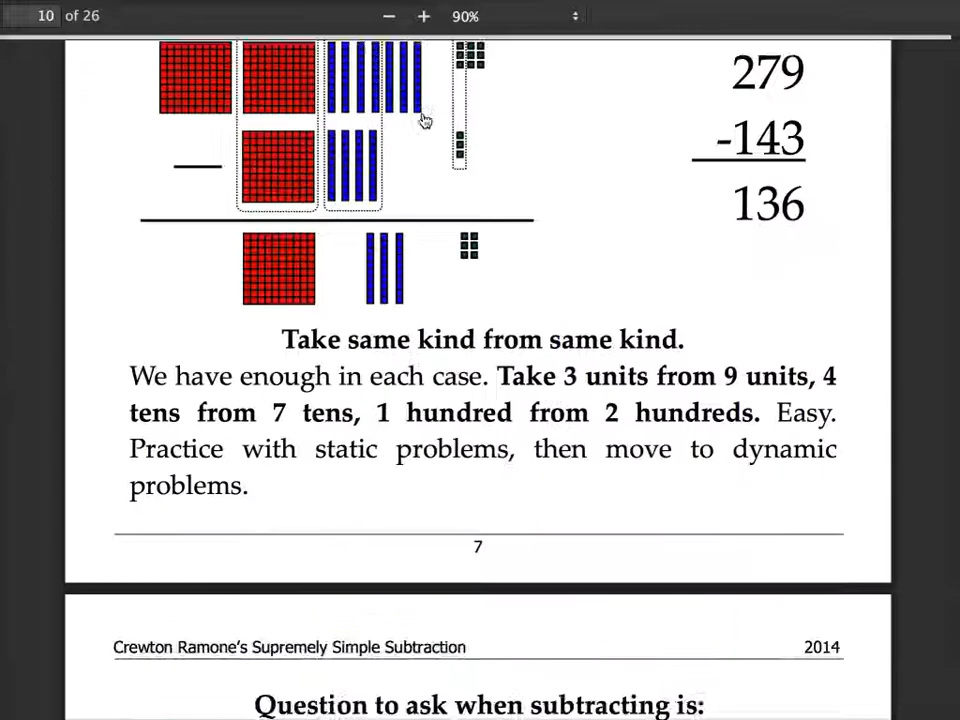 10 of 26
90%
279
-143
136
Take same kind from same kind.
We have enough in each case. Take 3 units from 9 units, 4
tens from 7 tens, 1 hundred from 2 hundreds. Easy.
Practice with static problems, then move to dynamic
problems.
7
Crewton Ramone's Supremely Simple Subtraction 2014
Question to ask when subtracting is: